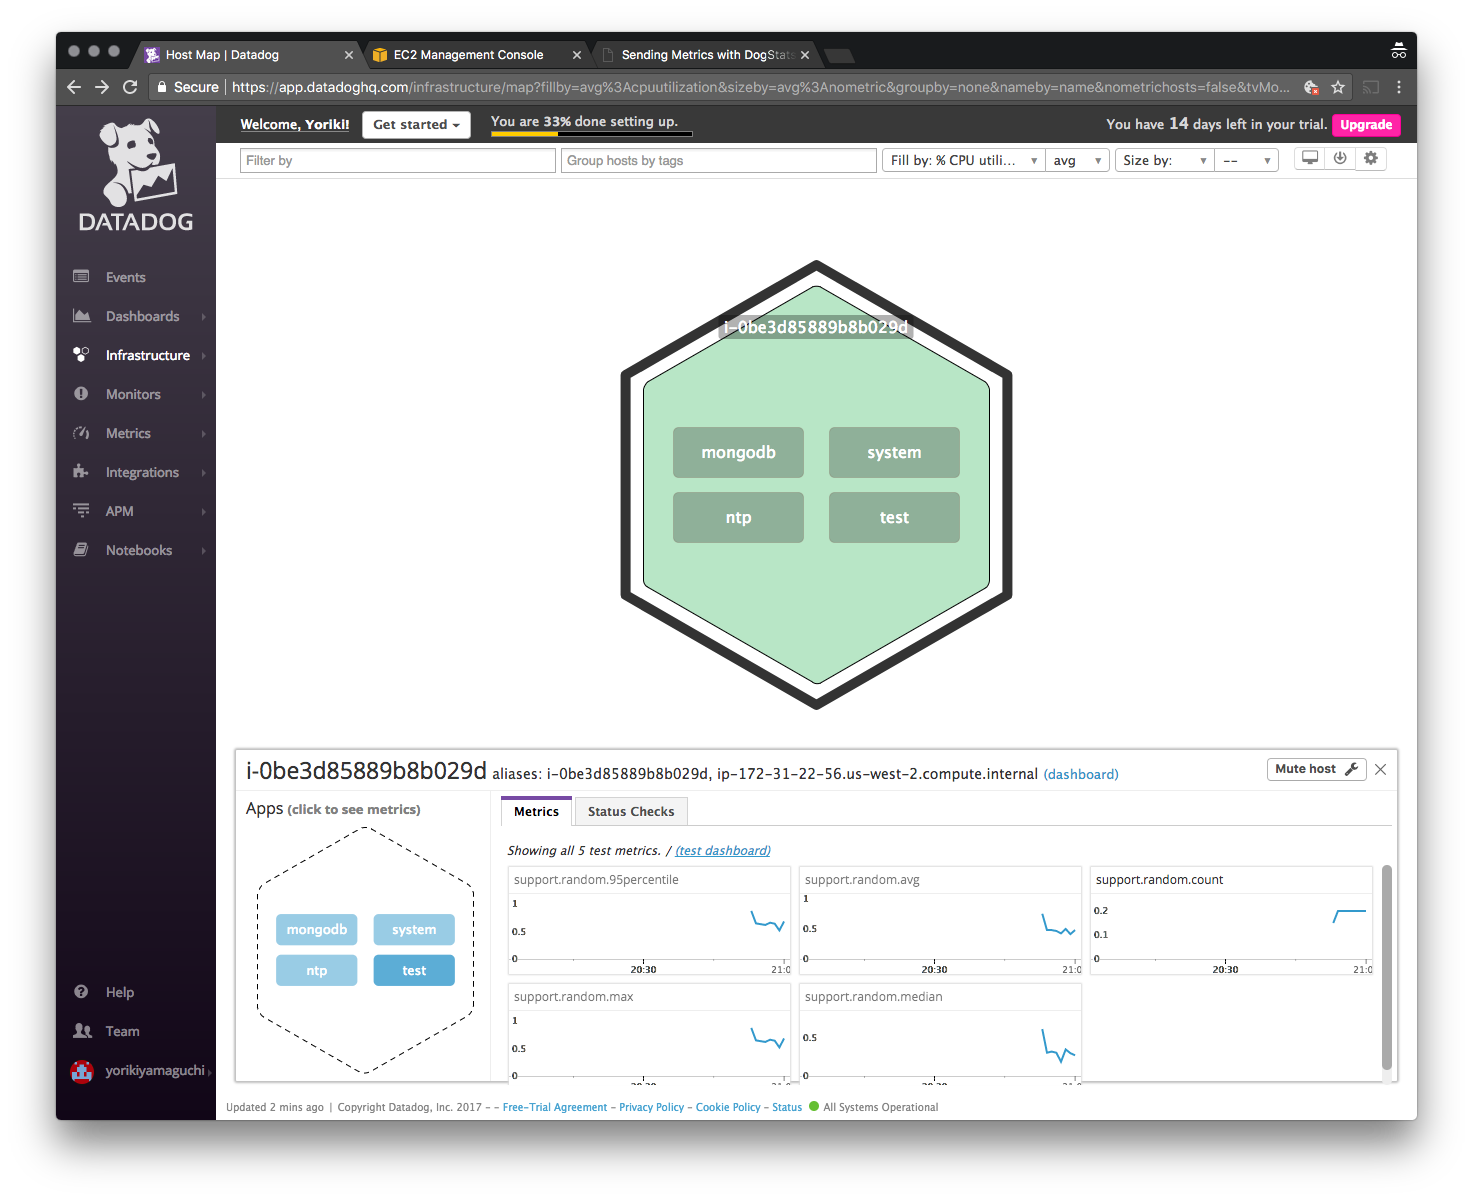 Host Map | Datadog
EC2 Management Console
Sending Metrics with DogStats
Secure | https://app.datadoghq.com/infrastructure/map?fillby=avg%3Acpuutilization&sizeby=avg%3Anometric&groupby=none&nameby=name&nometrichosts=false&tvMo...
Welcome, Yoriki!
Get started
You are 33% done setting up.
You have 14 days left in your trial.
Upgrade
DATADOG
Filter by
Group hosts by tags
Fill by: % CPU utili...
avg
Size by:
--
Events
Dashboards
Infrastructure
Monitors
Metrics
Integrations
APM
Notebooks
Help
Team
yorikiyamaguchi
i-0be3d85889b8b029d
mongodb
system
ntp
test
i-0be3d85889b8b029d aliases: i-0be3d85889b8b029d, ip-172-31-22-56.us-west-2.compute.internal (dashboard)
Mute host
Apps (click to see metrics)
mongodb
system
ntp
test
Metrics
Status Checks
Showing all 5 test metrics. / (test dashboard)
support.random.95percentile
1
0.5
0
20:30
21:0
support.random.avg
1
0.5
0
20:30
21:0
support.random.count
0.2
0.1
0
20:30
21:0
support.random.max
1
0.5
0
20:30
support.random.median
0.5
0
20:30
Updated 2 mins ago | Copyright Datadog, Inc. 2017 - - Free-Trial Agreement - Privacy Policy - Cookie Policy - Status All Systems Operational